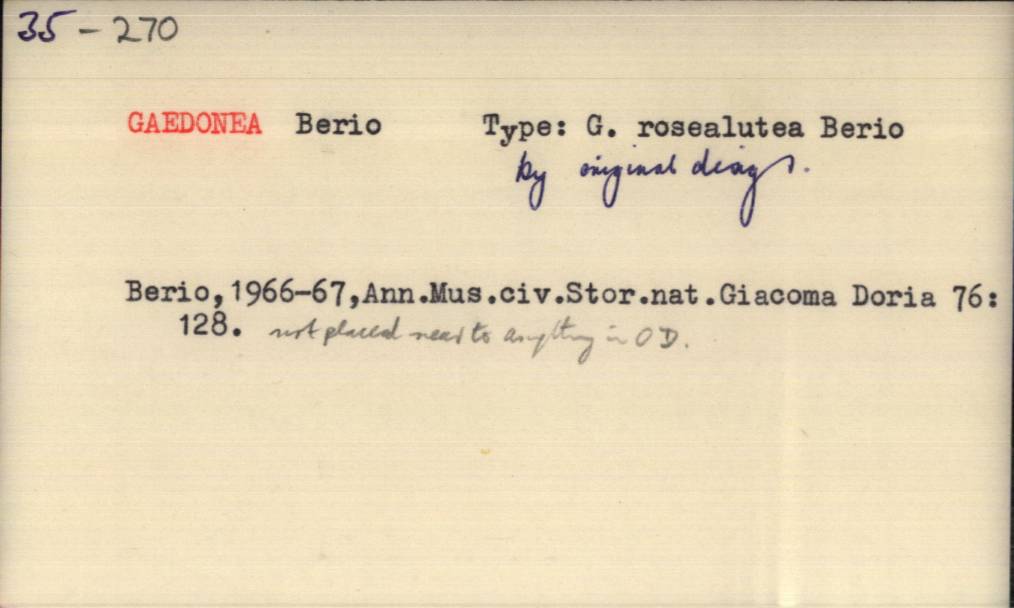 35 - 270
GAEDONEA Berio Type: G. rosealutea Berio
by original desig.
Berio,1966-67,Ann.Mus.civ.Stor.nat.Giacoma Doria 76:
128. not placed near to anything in OD.